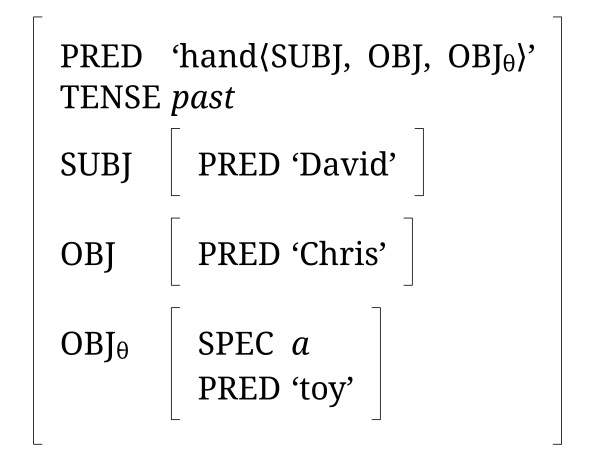 PRED ‘hand⟨SUBJ, OBJ, OBJθ⟩’
TENSE past
SUBJ PRED ‘David’
OBJ PRED ‘Chris’
SPEC a
OBJθ
PRED ‘toy’